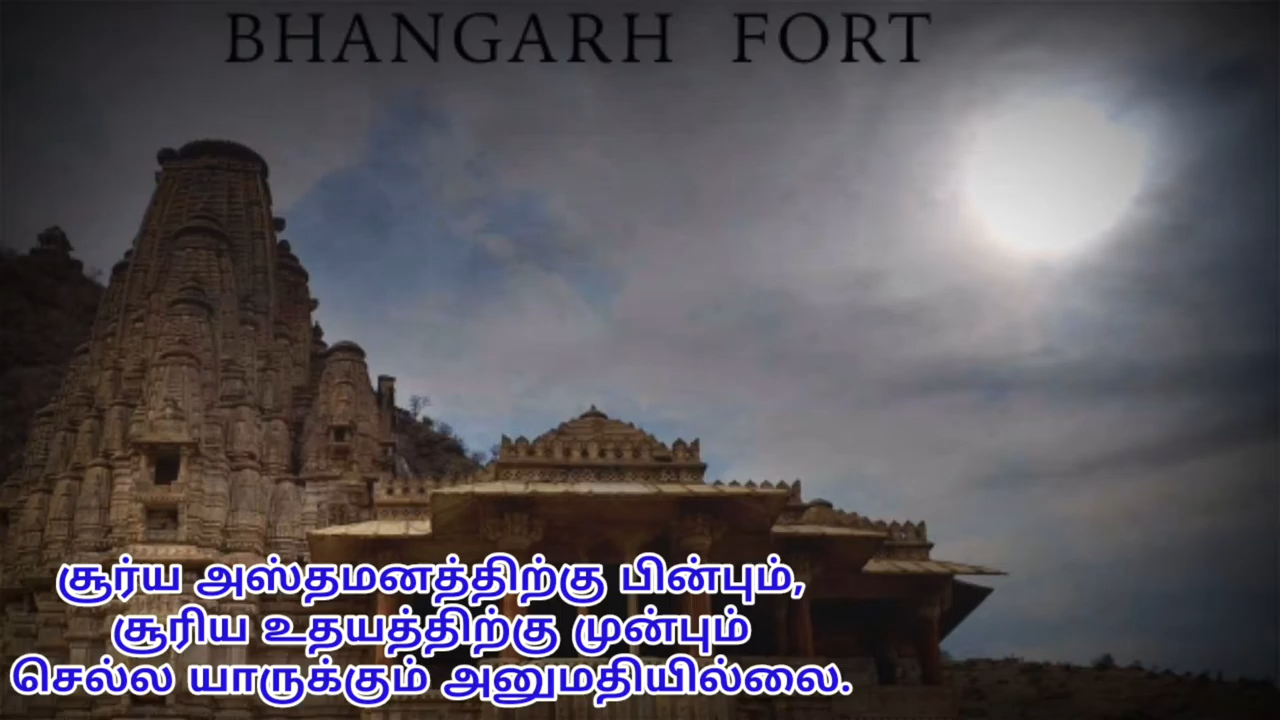 BHANGARH FORT
சூர்ய அஸ்தமனத்திற்கு பின்பும்,
சூரிய உதயத்திற்கு முன்பும்
செல்ல யாருக்கும் அனுமதியில்லை.